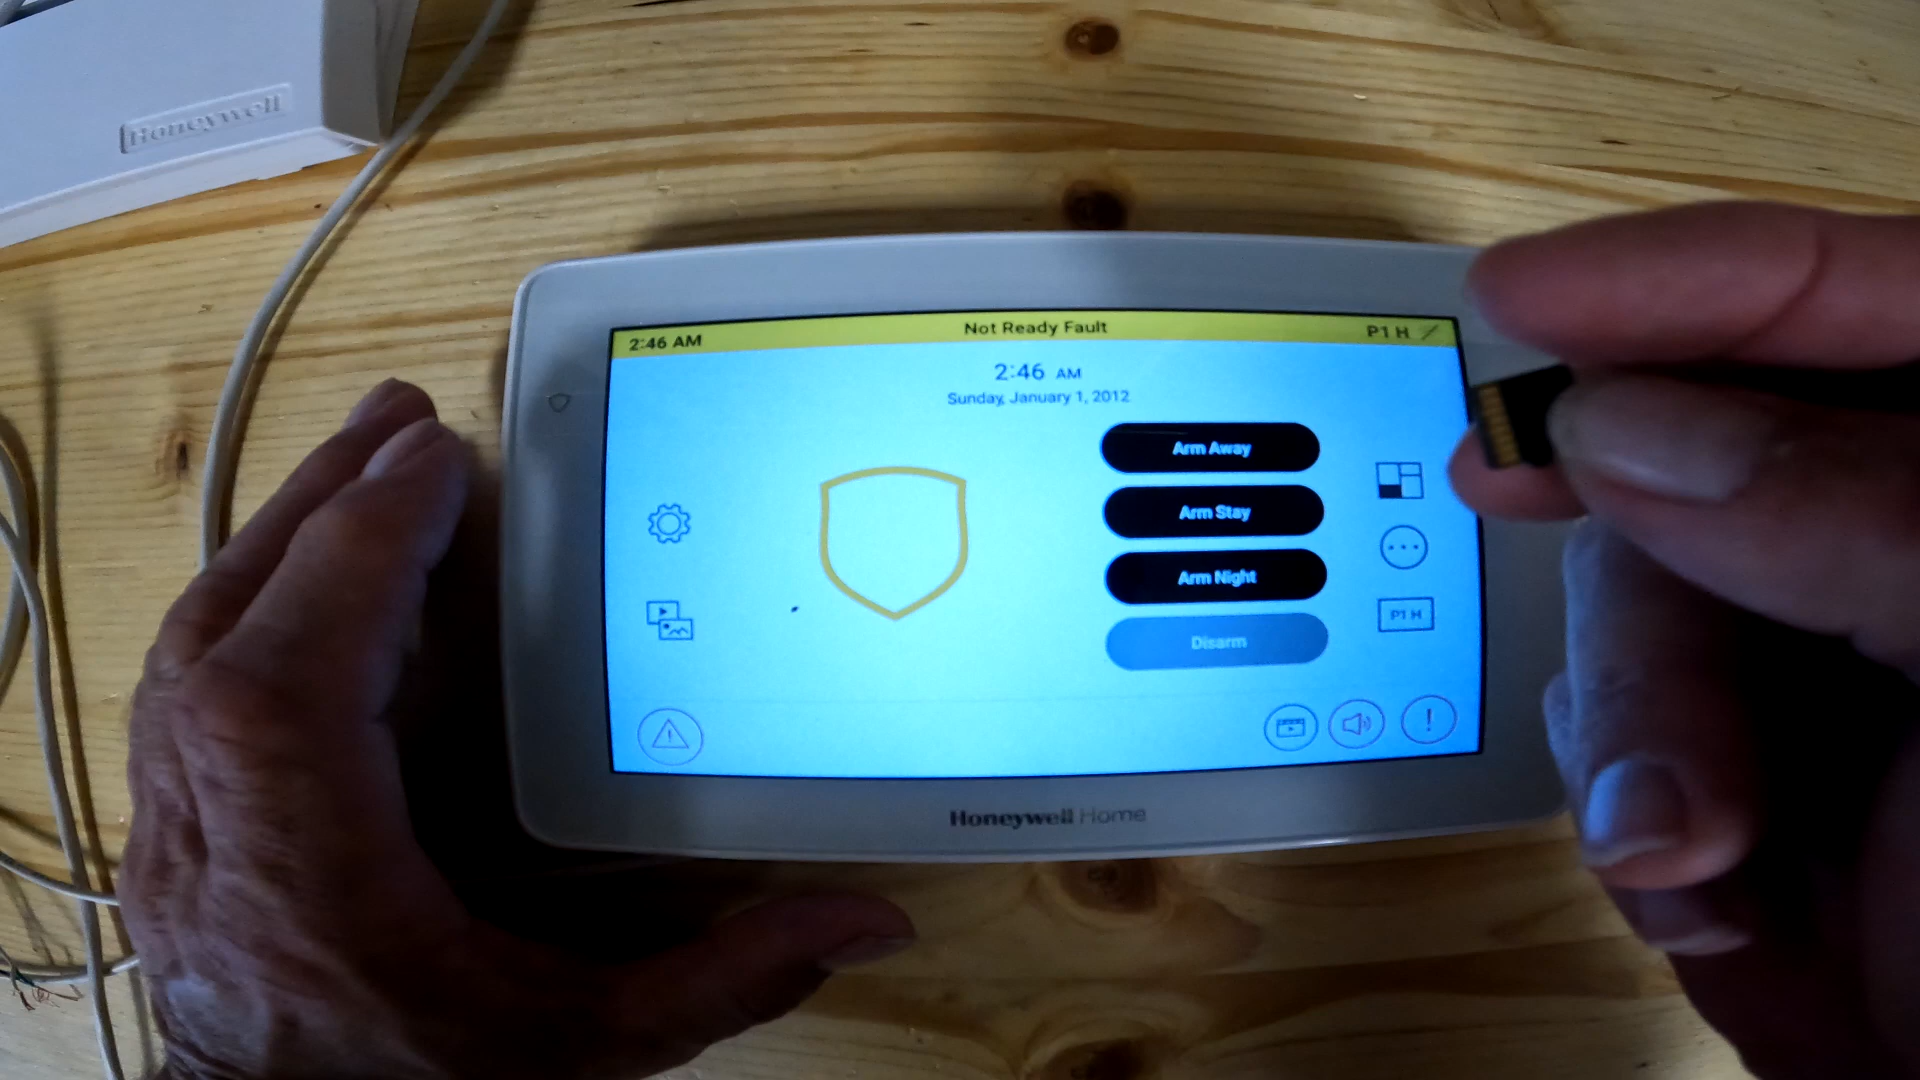 Honeywell
2:46 AM Not Ready Fault P1 H
2:46 AM
Sunday, January 1, 2012
Arm Away
Arm Stay
Arm Night
P1 H
Disarm
Honeywell Home